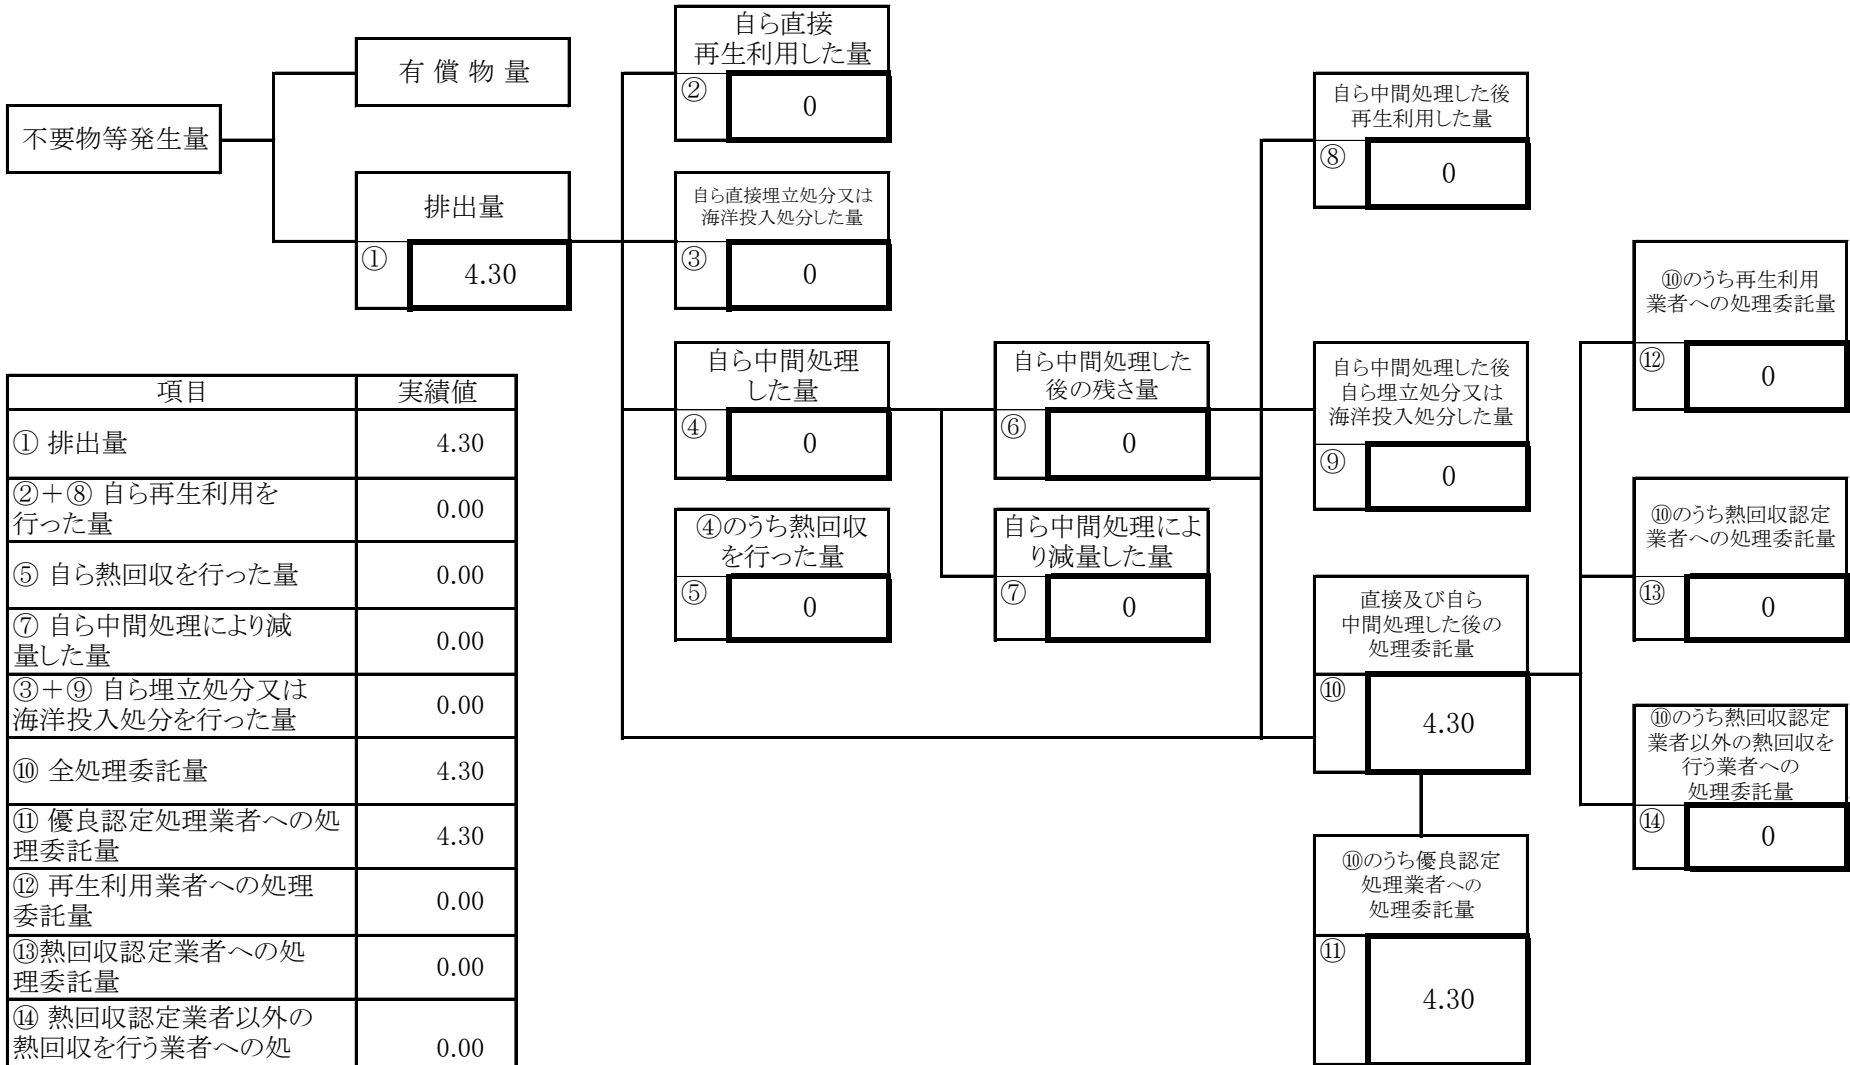 不要物等発生量
有 償 物 量
排出量
①
4.30
自ら直接
再生利用した量
②
0
自ら直接埋立処分又は
海洋投入処分した量
③
0
自ら中間処理
した量
④
0
④のうち熱回収
を行った量
⑤
0
自ら中間処理した
後の残さ量
⑥
0
自ら中間処理によ
り減量した量
⑦
0
自ら中間処理した後
再生利用した量
⑧
0
自ら中間処理した後
自ら埋立処分又は
海洋投入処分した量
⑨
0
直接及び自ら
中間処理した後の
処理委託量
⑩
4.30
⑩のうち優良認定
処理業者への
処理委託量
⑪
4.30
⑩のうち再生利用
業者への処理委託量
⑫
0
⑩のうち熱回収認定
業者への処理委託量
⑬
0
⑩のうち熱回収認定
業者以外の熱回収を
行う業者への
処理委託量
⑭
0
項目 実績値
① 排出量 4.30
②＋⑧ 自ら再生利用を
行った量 0.00
⑤ 自ら熱回収を行った量 0.00
⑦ 自ら中間処理により減
量した量 0.00
③＋⑨ 自ら埋立処分又は
海洋投入処分を行った量 0.00
⑩ 全処理委託量 4.30
⑪ 優良認定処理業者への処
理委託量 4.30
⑫ 再生利用業者への処理
委託量 0.00
⑬熱回収認定業者への処
理委託量 0.00
⑭ 熱回収認定業者以外の
熱回収を行う業者への処 0.00